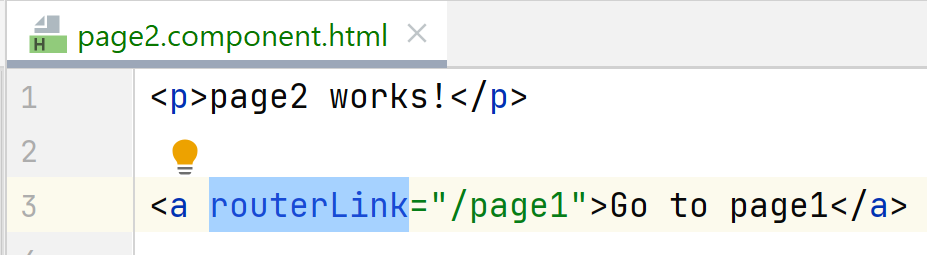 H page2.component.html
1 <p>page2 works!</p>
2
3 <a routerLink="/page1">Go to page1</a>